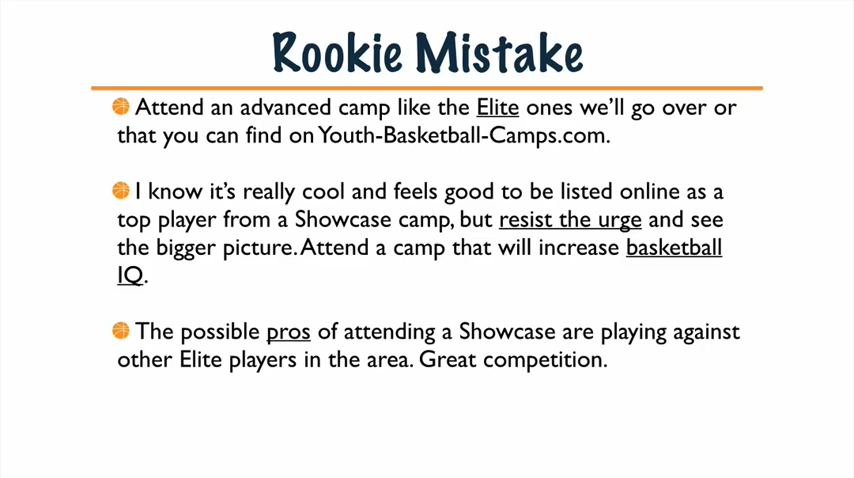 Rookie Mistake
Attend an advanced camp like the Elite ones we'll go over or
that you can find on Youth-Basketball-Camps.com.
I know it's really cool and feels good to be listed online as a
top player from a Showcase camp, but resist the urge and see
the bigger picture. Attend a camp that will increase basketball
IQ.
The possible pros of attending a Showcase are playing against
other Elite players in the area. Great competition.